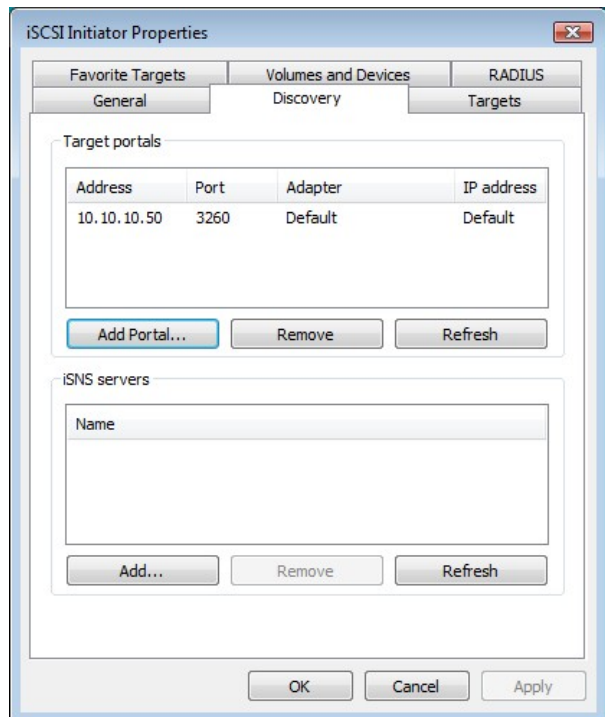 iSCSI Initiator Properties
Favorite Targets Volumes and Devices RADIUS
General Discovery Targets
Target portals
Address Port Adapter IP address
10.10.10.50 3260 Default Default
Add Portal... Remove Refresh
iSNS servers
Name
Add... Remove Refresh
OK Cancel Apply